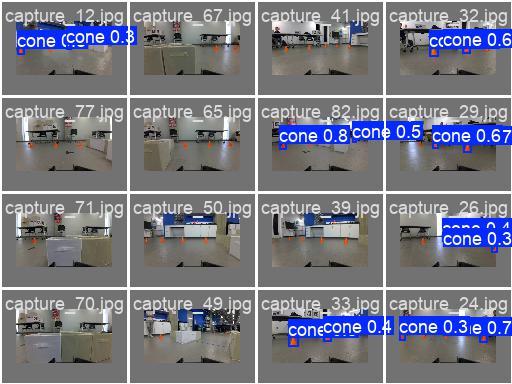 capture_12.jpg
cone 0.3
capture_67.jpg
capture_41.jpg
capture_32.jpg
cone 0.6
capture_77.jpg
capture_65.jpg
capture_82.jpg
cone 0.8
cone 0.5
capture_29.jpg
cone 0.67
capture_71.jpg
capture_50.jpg
capture_39.jpg
capture_26.jpg
cone 0.3
capture_70.jpg
capture_49.jpg
capture_33.jpg
cone 0.4
capture_24.jpg
cone 0.3